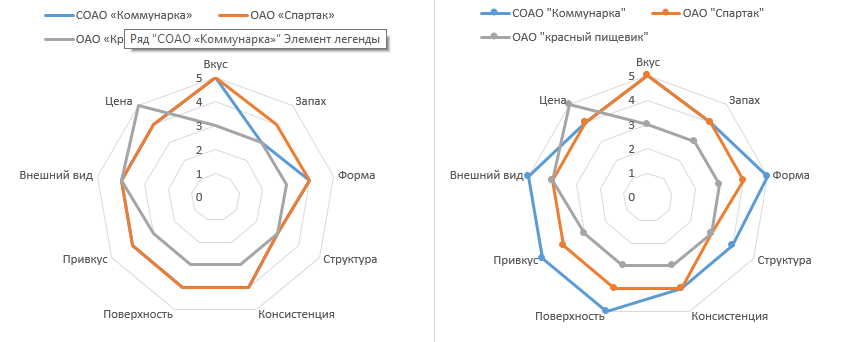 СОАО «Коммунарка» ОАО «Спартак»
ОАО «Кр
Ряд "СОАО «Коммунарка»" Элемент легенды
Вкус
Запах
Форма
Структура
Консистенция
Поверхность
Привкус
Внешний вид
Цена
5
4
3
2
1
0
СОАО "Коммунарка" ОАО "Спартак"
ОАО "красный пищевик"
Вкус
Запах
Форма
Структура
Консистенция
Поверхность
Привкус
Внешний вид
Цена
5
4
3
2
1
0